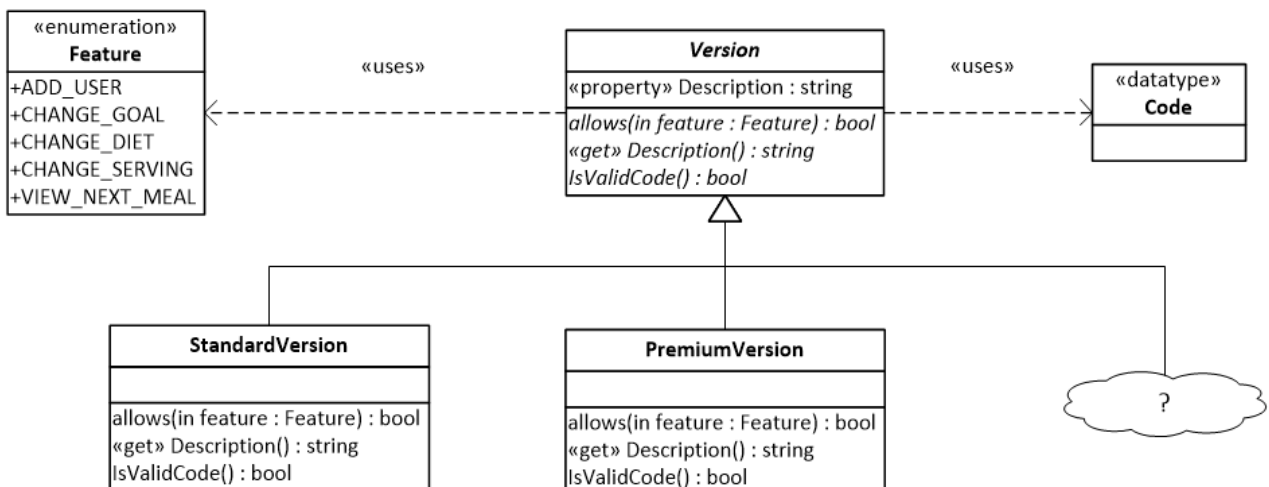 «enumeration»
Feature
+ADD_USER
+CHANGE_GOAL
+CHANGE_DIET
+CHANGE_SERVING
+VIEW_NEXT_MEAL
«uses»
Version
«property» Description : string
allows(in feature : Feature) : bool
«get» Description() : string
IsValidCode() : bool
«uses»
«datatype»
Code
StandardVersion
allows(in feature : Feature) : bool
«get» Description() : string
IsValidCode() : bool
PremiumVersion
allows(in feature : Feature) : bool
«get» Description() : string
IsValidCode() : bool
?